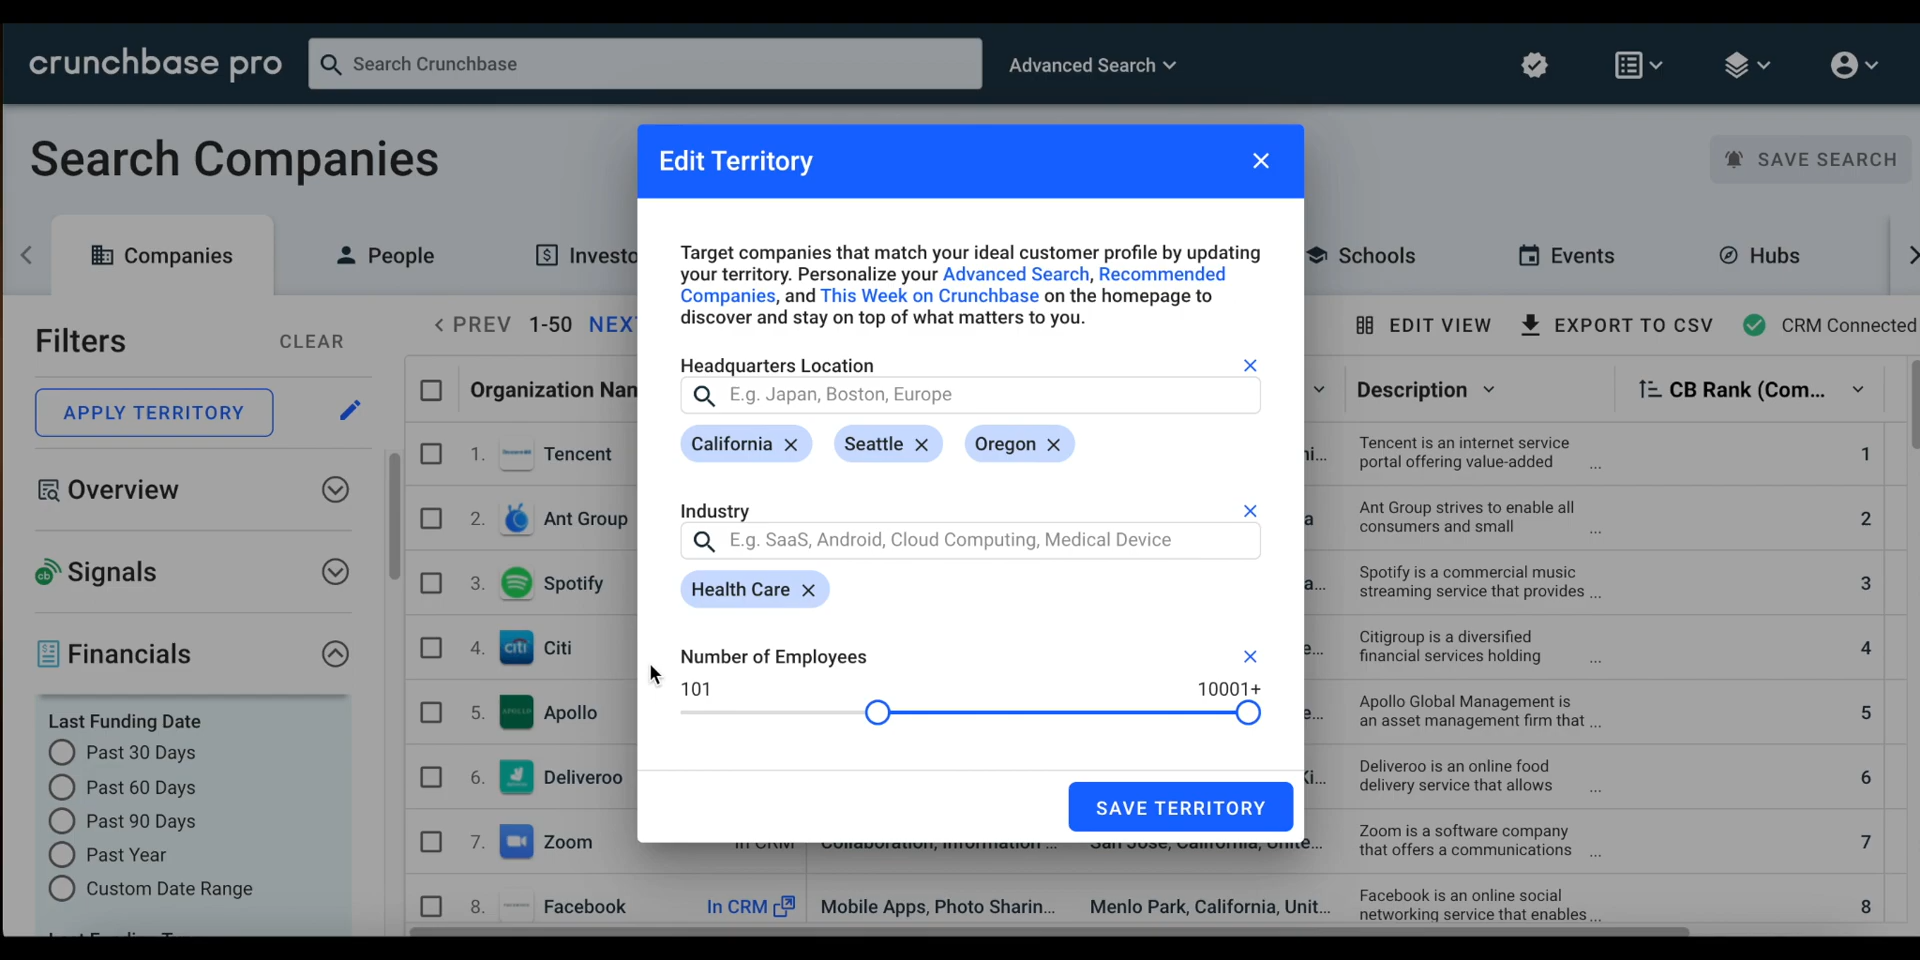 crunchbase pro
Search Crunchbase
Advanced Search
Search Companies
SAVE SEARCH
Companies
People
Investo
Schools
Events
Hubs
Filters
CLEAR
APPLY TERRITORY
Overview
Signals
Financials
Last Funding Date
Past 30 Days
Past 60 Days
Past 90 Days
Past Year
Custom Date Range
PREV 1-50 NEXT
EDIT VIEW
EXPORT TO CSV
CRM Connected
Organization Nam
Description
CB Rank (Com...
1. Tencent
Tencent is an internet service
portal offering value-added ...
1
2. Ant Group
Ant Group strives to enable all
consumers and small ...
2
3. Spotify
Spotify is a commercial music
streaming service that provides ...
3
4. Citi
Citigroup is a diversified
financial services holding ...
4
5. Apollo
Apollo Global Management is
an asset management firm that ...
5
6. Deliveroo
Deliveroo is an online food
delivery service that allows ...
6
7. Zoom
In CRM
Collaboration, Information ...
San Jose, California, Unite...
Zoom is a software company
that offers a communications ...
7
8. Facebook
In CRM
Mobile Apps, Photo Sharin...
Menlo Park, California, Unit...
Facebook is an online social
networking service that enables ...
8
Edit Territory
Target companies that match your ideal customer profile by updating
your territory. Personalize your Advanced Search, Recommended
Companies, and This Week on Crunchbase on the homepage to
discover and stay on top of what matters to you.
Headquarters Location
E.g. Japan, Boston, Europe
California
Seattle
Oregon
Industry
E.g. SaaS, Android, Cloud Computing, Medical Device
Health Care
Number of Employees
101
10001+
SAVE TERRITORY